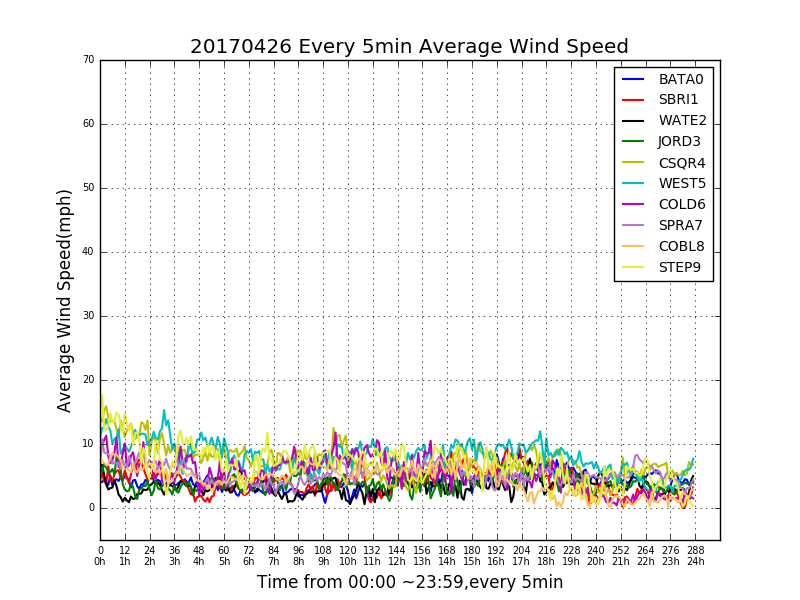 20170426 Every 5min Average Wind Speed
70
60
50
40
30
20
10
0
Average Wind Speed(mph)
BATA0
SBRI1
WATE2
JORD3
CSQR4
WEST5
COLD6
SPRA7
COBL8
STEP9
0 12 24 36 48 60 72 84 96 108 120 132 144 156 168 180 192 204 216 228 240 252 264 276 288
0h 1h 2h 3h 4h 5h 6h 7h 8h 9h 10h 11h 12h 13h 14h 15h 16h 17h 18h 19h 20h 21h 22h 23h 24h
Time from 00:00 ~23:59,every 5min